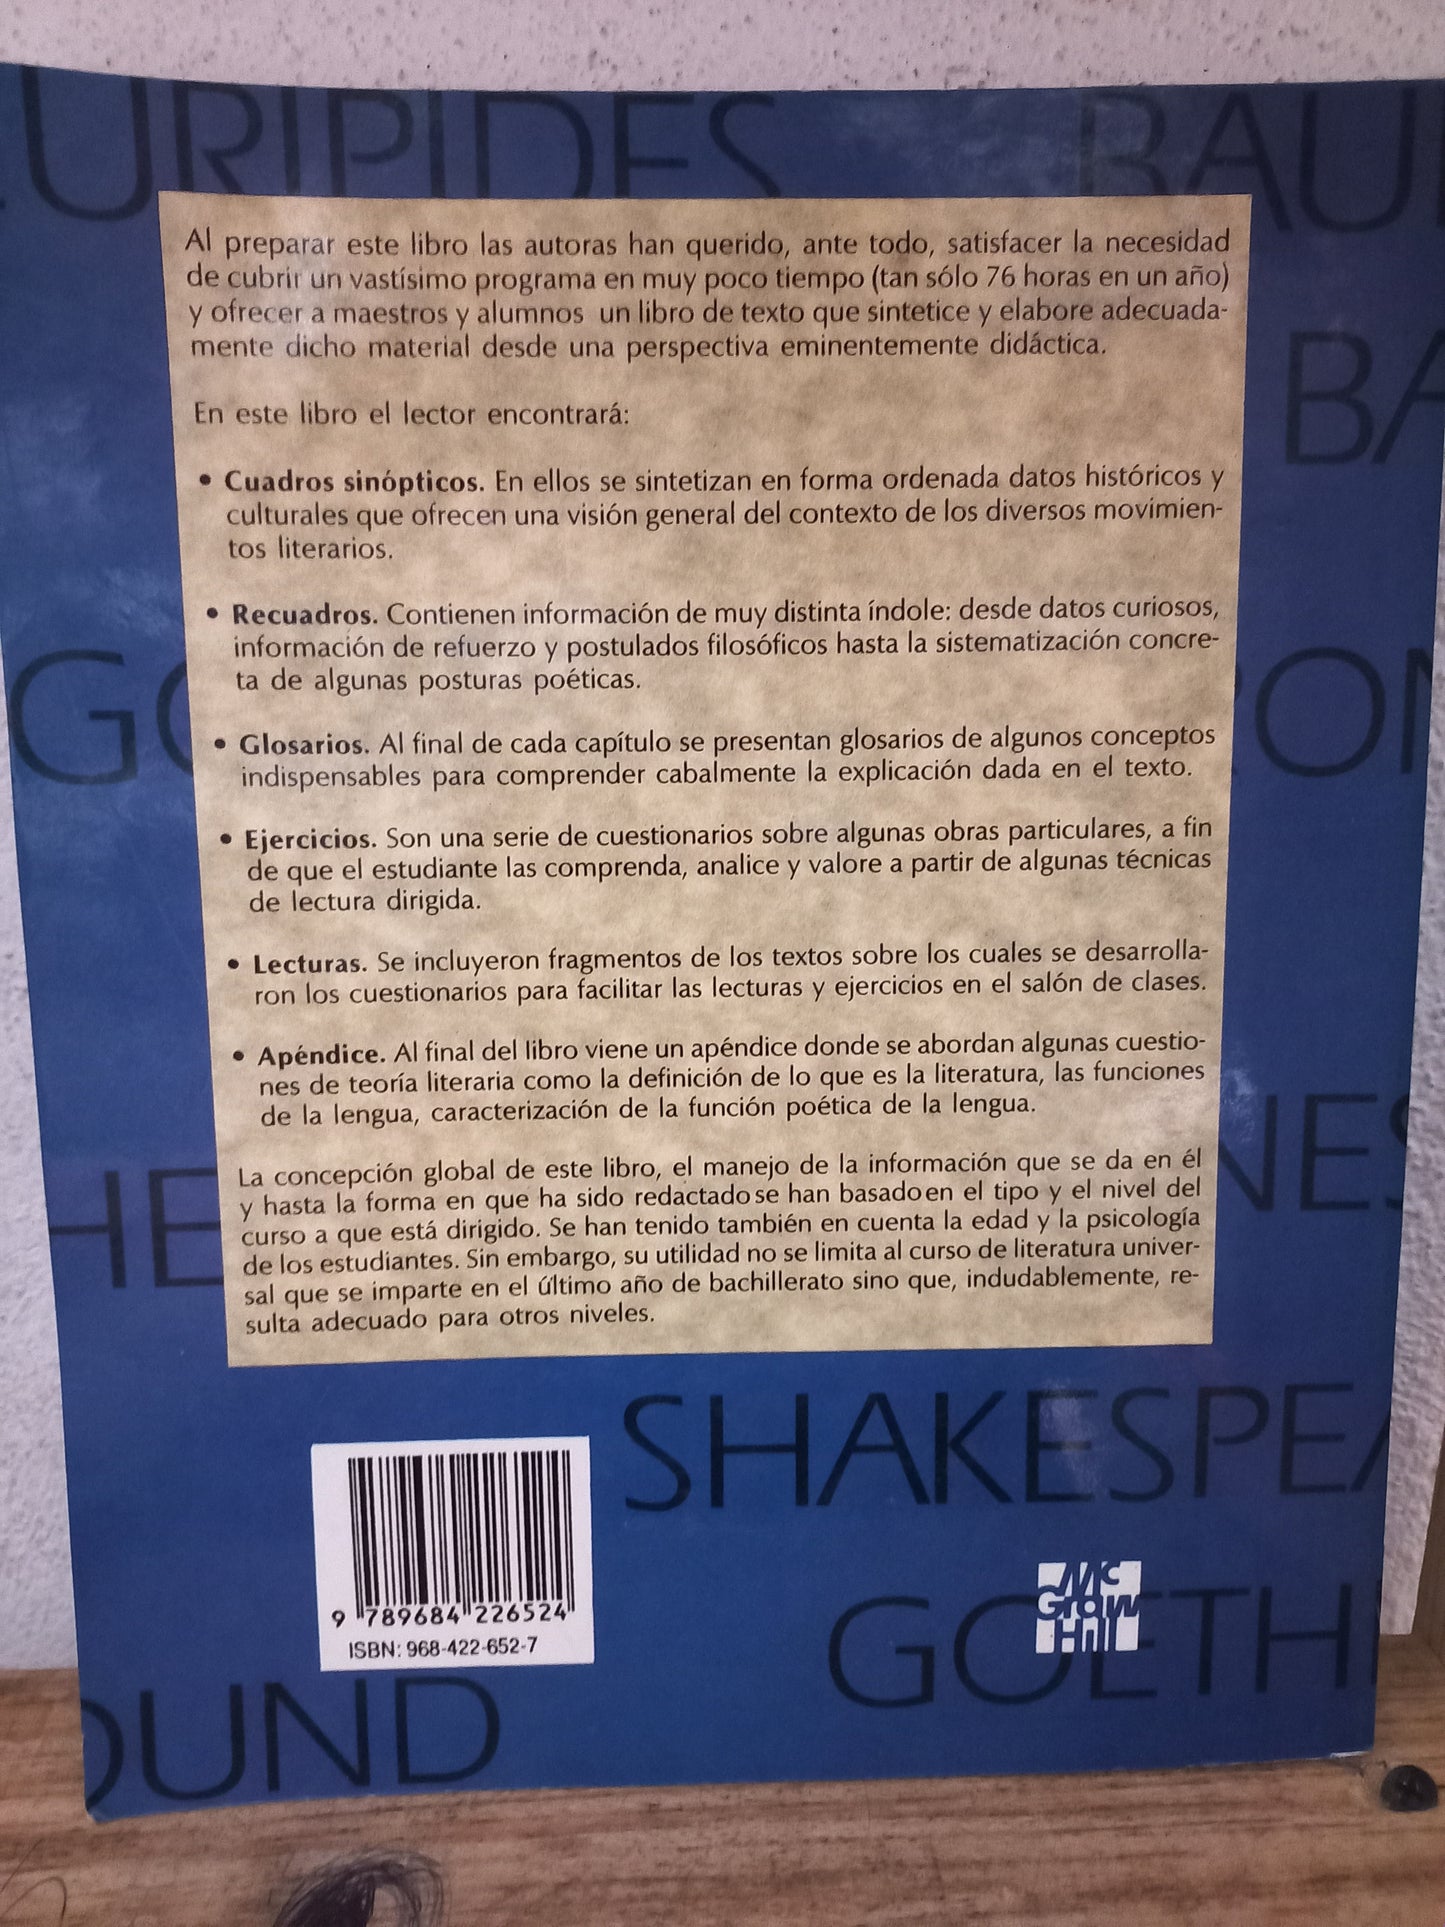 EURIPIDES
BAU
Al preparar este libro las autoras han querido, ante todo, satisfacer la necesidad
de cubrir un vastísimo programa en muy poco tiempo (tan sólo 76 horas en un año)
y ofrecer a maestros y alumnos un libro de texto que sintetice y elabore adecuada-
mente dicho material desde una perspectiva eminentemente didáctica.
BA
En este libro el lector encontrará:
• Cuadros sinópticos. En ellos se sintetizan en forma ordenada datos históricos y
culturales que ofrecen una visión general del contexto de los diversos movimien-
tos literarios.
• Recuadros. Contienen información de muy distinta índole: desde datos curiosos,
información de refuerzo y postulados filosóficos hasta la sistematización concre-
ta de algunas posturas poéticas.
GO
RON
• Glosarios. Al final de cada capítulo se presentan glosarios de algunos conceptos
indispensables para comprender cabalmente la explicación dada en el texto.
• Ejercicios. Son una serie de cuestionarios sobre algunas obras particulares, a fin
de que el estudiante las comprenda, analice y valore a partir de algunas técnicas
de lectura dirigida.
• Lecturas. Se incluyeron fragmentos de los textos sobre los cuales se desarrolla-
ron los cuestionarios para facilitar las lecturas y ejercicios en el salón de clases.
• Apéndice. Al final del libro viene un apéndice donde se abordan algunas cuestio-
nes de teoría literaria como la definición de lo que es la literatura, las funciones
de la lengua, caracterización de la función poética de la lengua.
HE
NES
La concepción global de este libro, el manejo de la información que se da en él
y hasta la forma en que ha sido redactado se han basado en el tipo y el nivel del
curso a que está dirigido. Se han tenido también en cuenta la edad y la psicología
de los estudiantes. Sin embargo, su utilidad no se limita al curso de literatura univer-
sal que se imparte en el último año de bachillerato sino que, indudablemente, re-
sulta adecuado para otros niveles.
SHAKESPEA
9 789684 226524
ISBN: 968-422-652-7
Mc
Graw
Hill
GOETH
OUND